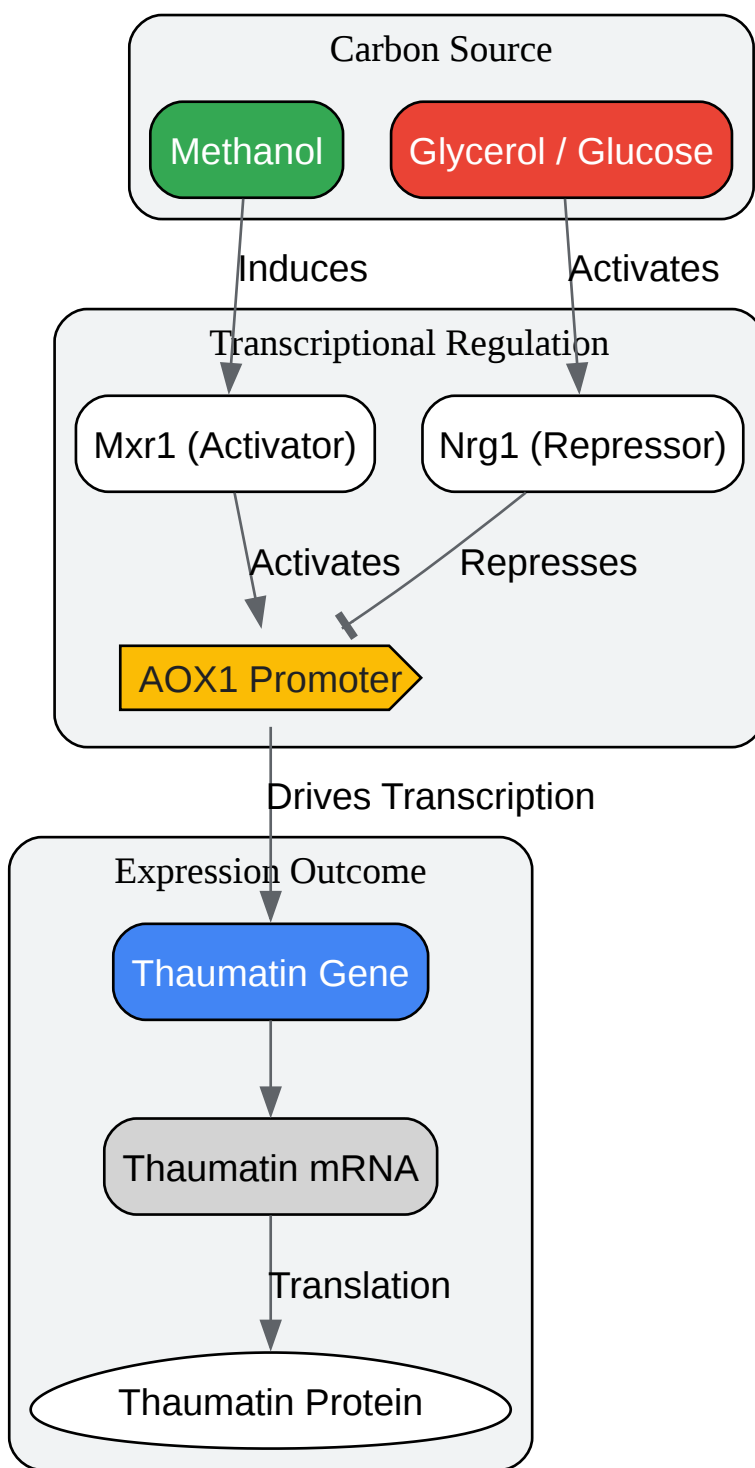 Carbon Source
Methanol
Glycerol / Glucose
Induces
Activates
Transcriptional Regulation
Mxr1 (Activator)
Nrg1 (Repressor)
Activates
Represses
AOX1 Promoter
Drives Transcription
Expression Outcome
Thaumatin Gene
Thaumatin mRNA
Translation
Thaumatin Protein